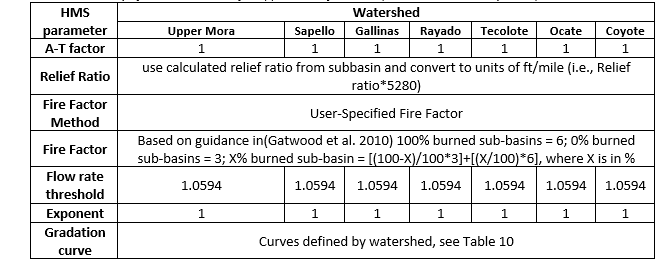 HMS parameter Watershed
Upper Mora Sapello Gallinas Rayado Tecolote Ocate Coyote
A-T factor 1 1 1 1 1 1 1
Relief Ratio use calculated relief ratio from subbasin and convert to units of ft/mile (i.e., Relief
ratio*5280)
Fire Factor
Method User-Specified Fire Factor
Fire Factor Based on guidance in(Gatwood et al. 2010) 100% burned sub-basins = 6; 0% burned
sub-basins = 3; X% burned sub-basin = [(100-X)/100*3]+[(X/100)*6], where X is in %
Flow rate
threshold 1.0594 1.0594 1.0594 1.0594 1.0594 1.0594 1.0594
Exponent 1 1 1 1 1 1 1
Gradation
curve Curves defined by watershed, see Table 10